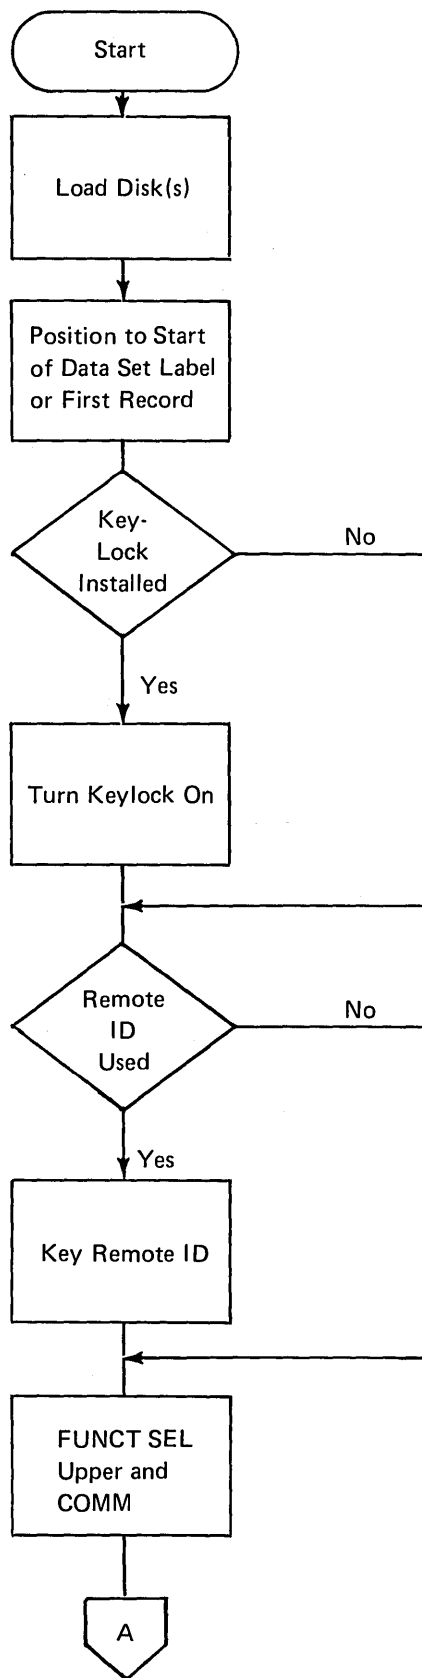 Start
Load Disk(s)
Position to Start
of Data Set Label
or First Record
Key-
Lock
Installed
No
Yes
Turn Keylock On
Remote
ID
Used
No
Yes
Key Remote ID
FUNCT SEL
Upper and
COMM
A